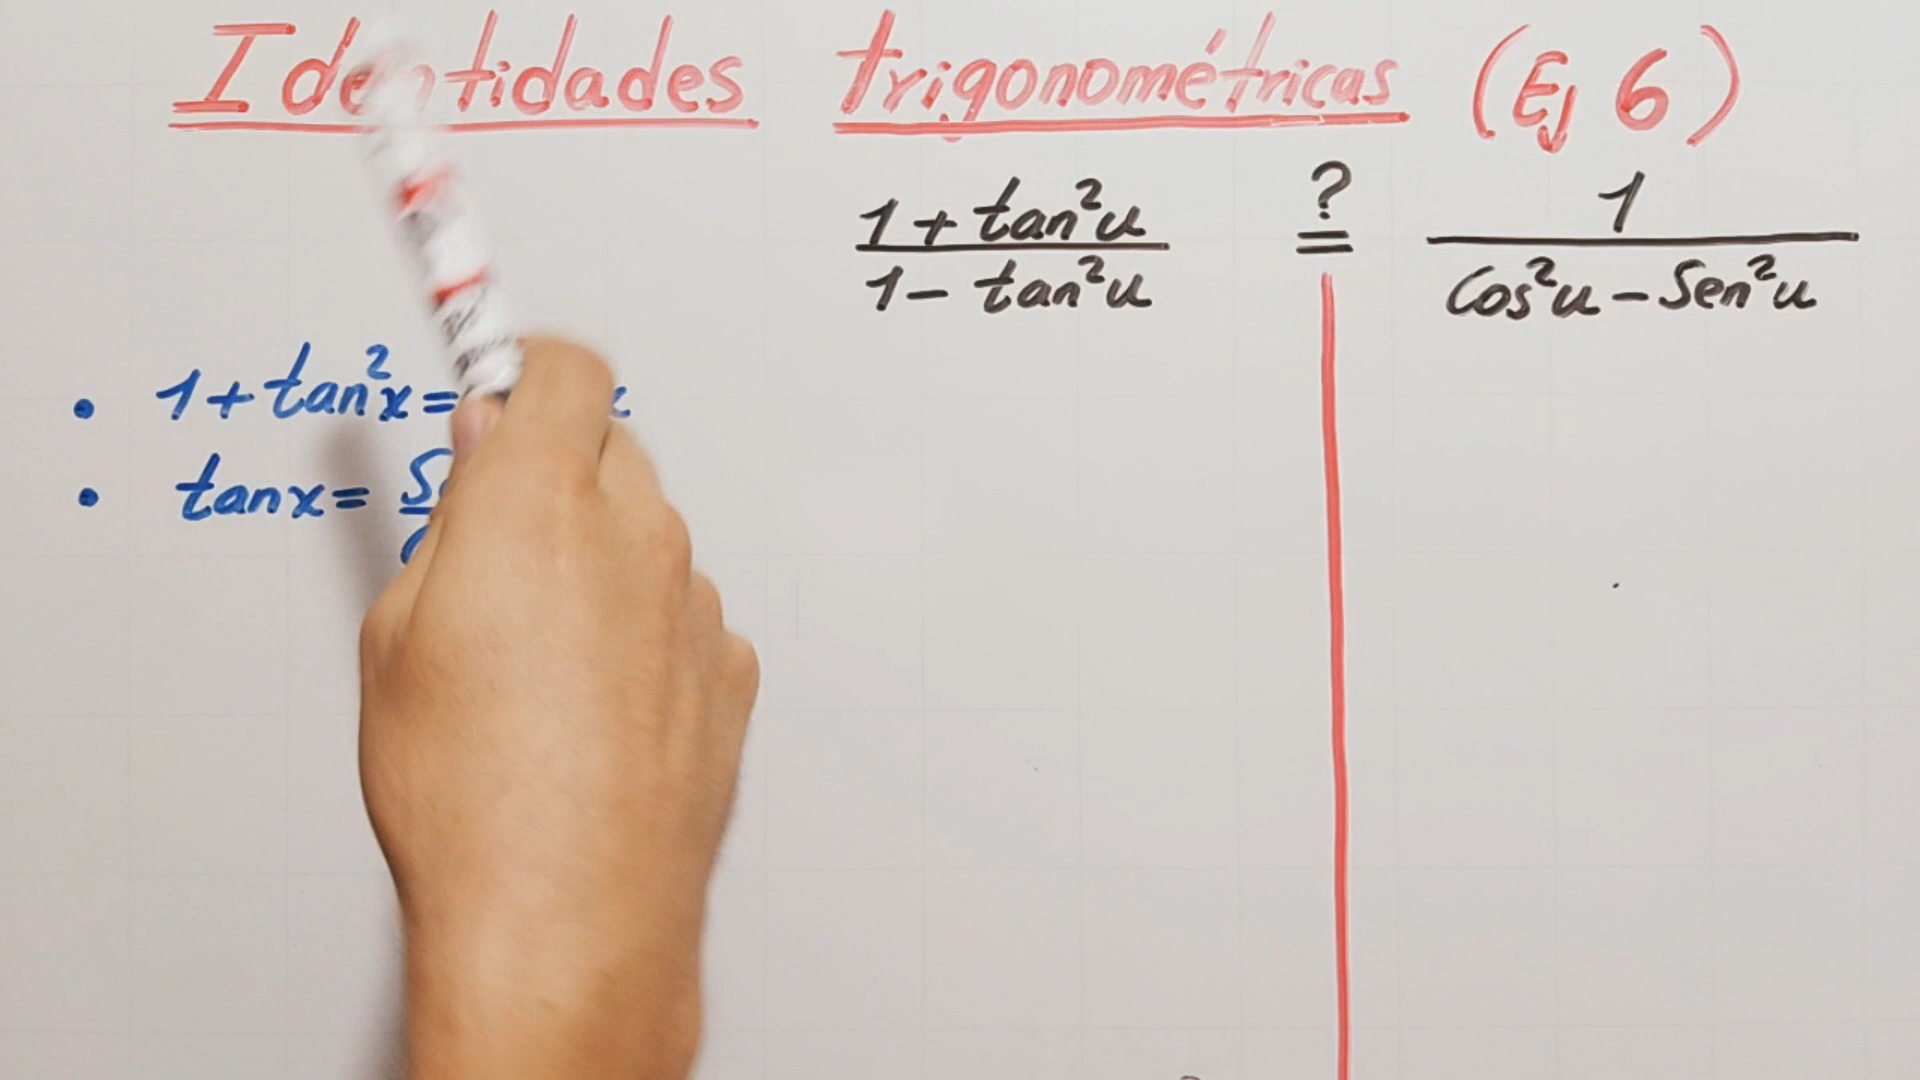 Identidades trigonométricas (Ej 6)
1 + tan²u / 1 - tan²u ?= 1 / Cos²u - Sen²u
• 1 + tan²x =
• tanx =